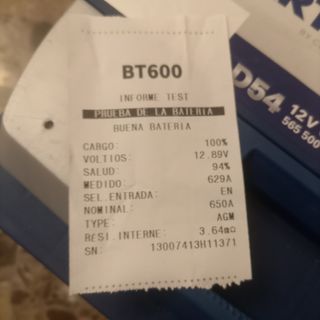 BT600
INFORME TEST
PRUEBA DE LA BATERIA
BUENA BATERIA
CARGO: 100%
VOLTIOS: 12.89V
SALUD: 94%
MEDIDO: 629A
SEL.ENTRADA: EN
NOMINAL: 650A
TYPE: AGM
RESI.INTERNE: 3.64mΩ
SN: 13007413H11371
D54 12V
565 500